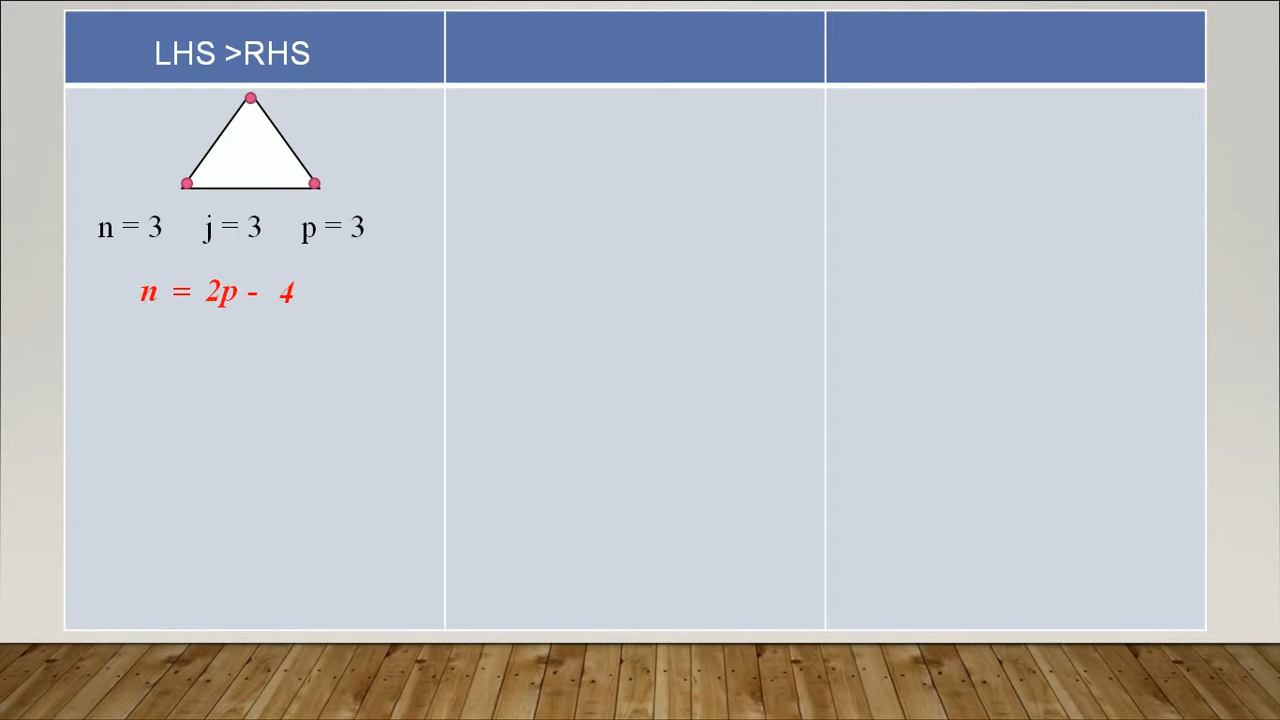 LHS >RHS
n = 3 j = 3 p = 3
n = 2p - 4